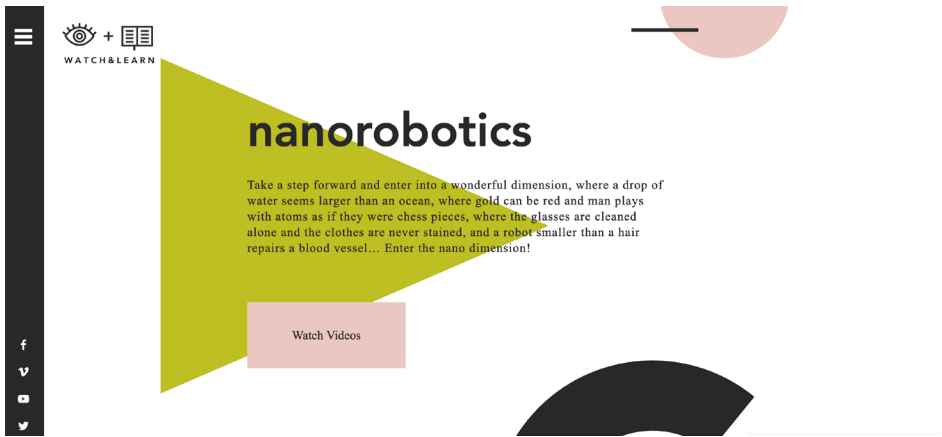 WATCH&LEARN
nanorobotics
Take a step forward and enter into a wonderful dimension, where a drop of
water seems larger than an ocean, where gold can be red and man plays
with atoms as if they were chess pieces, where the glasses are cleaned
alone and the clothes are never stained, and a robot smaller than a hair
repairs a blood vessel… Enter the nano dimension!
Watch Videos